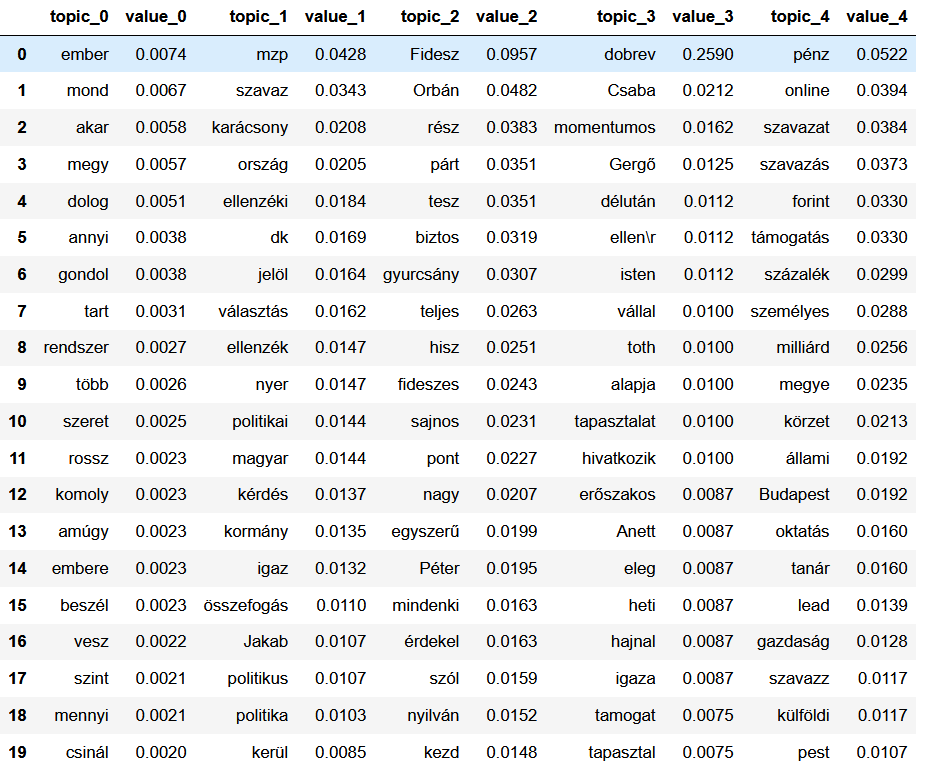 topic_0 value_0 topic_1 value_1 topic_2 value_2 topic_3 value_3 topic_4 value_4
0 ember 0.0074 mzp 0.0428 Fidesz 0.0957 dobrev 0.2590 pénz 0.0522
1 mond 0.0067 szavaz 0.0343 Orbán 0.0482 Csaba 0.0212 online 0.0394
2 akar 0.0058 karácsony 0.0208 rész 0.0383 momentumos 0.0162 szavazat 0.0384
3 megy 0.0057 ország 0.0205 párt 0.0351 Gergő 0.0125 szavazás 0.0373
4 dolog 0.0051 ellenzéki 0.0184 tesz 0.0351 délután 0.0112 forint 0.0330
5 annyi 0.0038 dk 0.0169 biztos 0.0319 ellen\r 0.0112 támogatás 0.0330
6 gondol 0.0038 jelöl 0.0164 gyurcsány 0.0307 isten 0.0112 százalék 0.0299
7 tart 0.0031 választás 0.0162 teljes 0.0263 vállal 0.0100 személyes 0.0288
8 rendszer 0.0027 ellenzék 0.0147 hisz 0.0251 toth 0.0100 milliárd 0.0256
9 több 0.0026 nyer 0.0147 fideszes 0.0243 alapja 0.0100 megye 0.0235
10 szeret 0.0025 politikai 0.0144 sajnos 0.0231 tapasztalat 0.0100 körzet 0.0213
11 rossz 0.0023 magyar 0.0144 pont 0.0227 hivatkozik 0.0100 állami 0.0192
12 komoly 0.0023 kérdés 0.0137 nagy 0.0207 erőszakos 0.0087 Budapest 0.0192
13 amúgy 0.0023 kormány 0.0135 egyszerű 0.0199 Anett 0.0087 oktatás 0.0160
14 embere 0.0023 igaz 0.0132 Péter 0.0195 eleg 0.0087 tanár 0.0160
15 beszél 0.0023 összefogás 0.0110 mindenki 0.0163 heti 0.0087 lead 0.0139
16 vesz 0.0022 Jakab 0.0107 érdekel 0.0163 hajnal 0.0087 gazdaság 0.0128
17 szint 0.0021 politikus 0.0107 szól 0.0159 igaza 0.0087 szavazz 0.0117
18 mennyi 0.0021 politika 0.0103 nyilván 0.0152 tamogat 0.0075 külföldi 0.0117
19 csinál 0.0020 kerül 0.0085 kezd 0.0148 tapasztal 0.0075 pest 0.0107